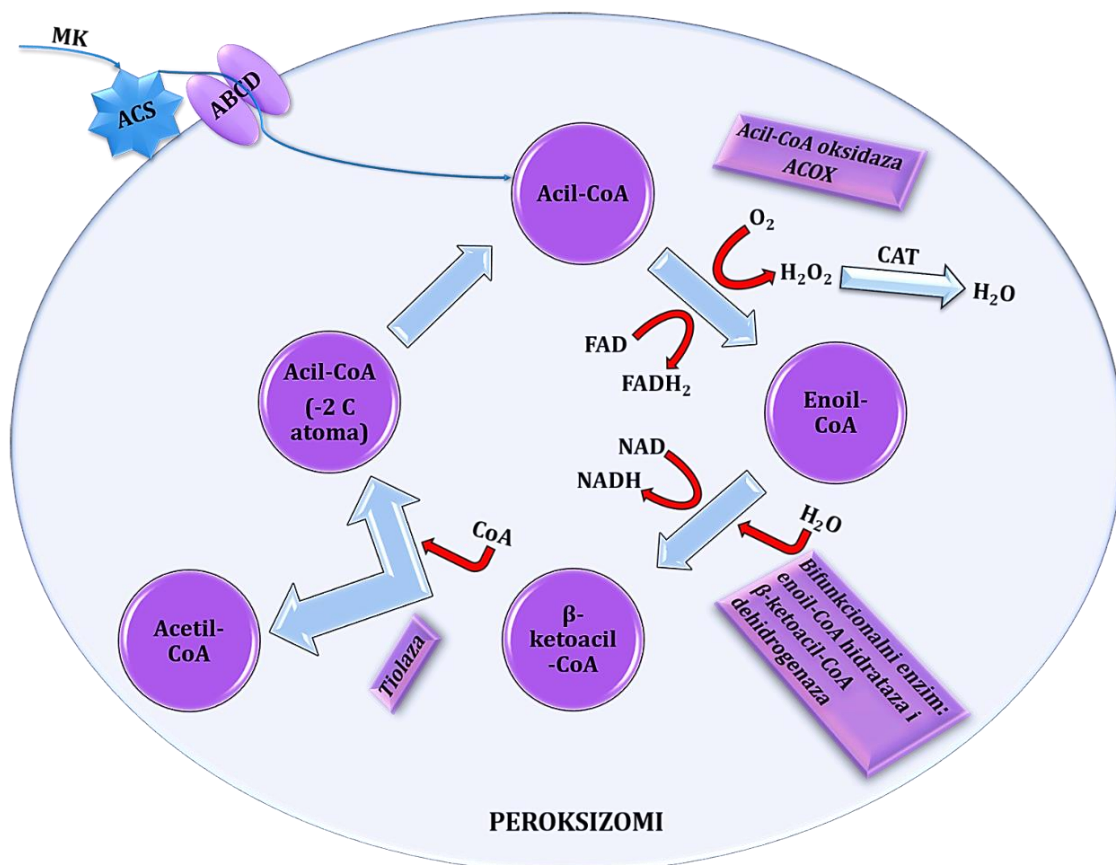 MK
ACS
ABCD
Acil-CoA
Acil-CoA oksidaza
ACOX
O₂
H₂O₂
CAT
H₂O
FAD
FADH₂
Enoil-
CoA
NAD
NADH
H₂O
Bifunkcionalni enzim:
enoil-CoA hidrataza i
β-ketoacil-CoA
dehidrogenaza
β-
ketoacil
-CoA
CoA
Tiolaza
Acetil-
CoA
Acil-CoA
(-2 C
atoma)
PEROKSIZOMI